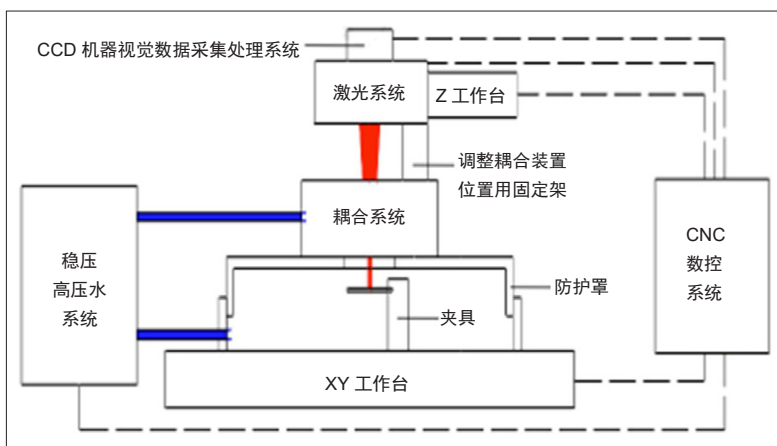 CCD 机器视觉数据采集处理系统
激光系统
Z 工作台
调整耦合装置
位置用固定架
耦合系统
稳压
高压水
系统
CNC
数控
系统
防护罩
夹具
XY 工作台